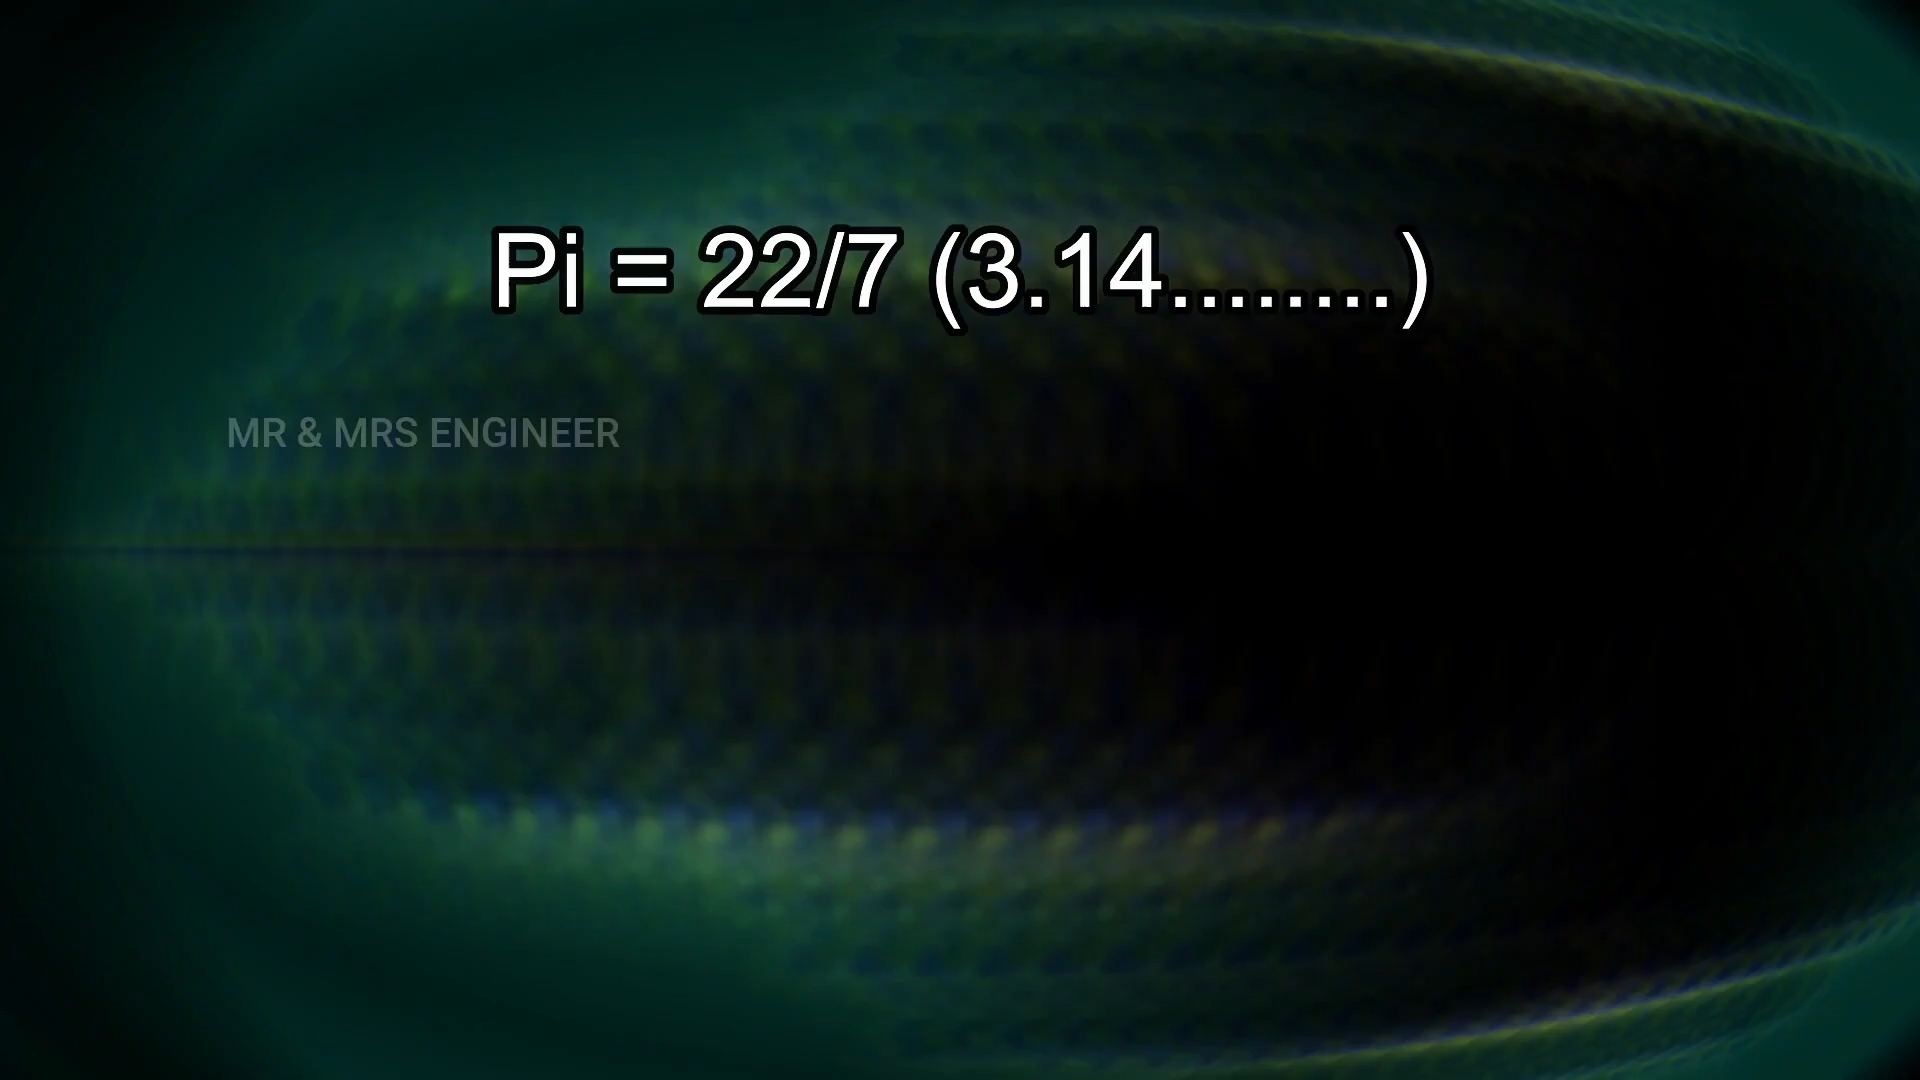 Pi = 22/7 (3.14........)
MR & MRS ENGINEER